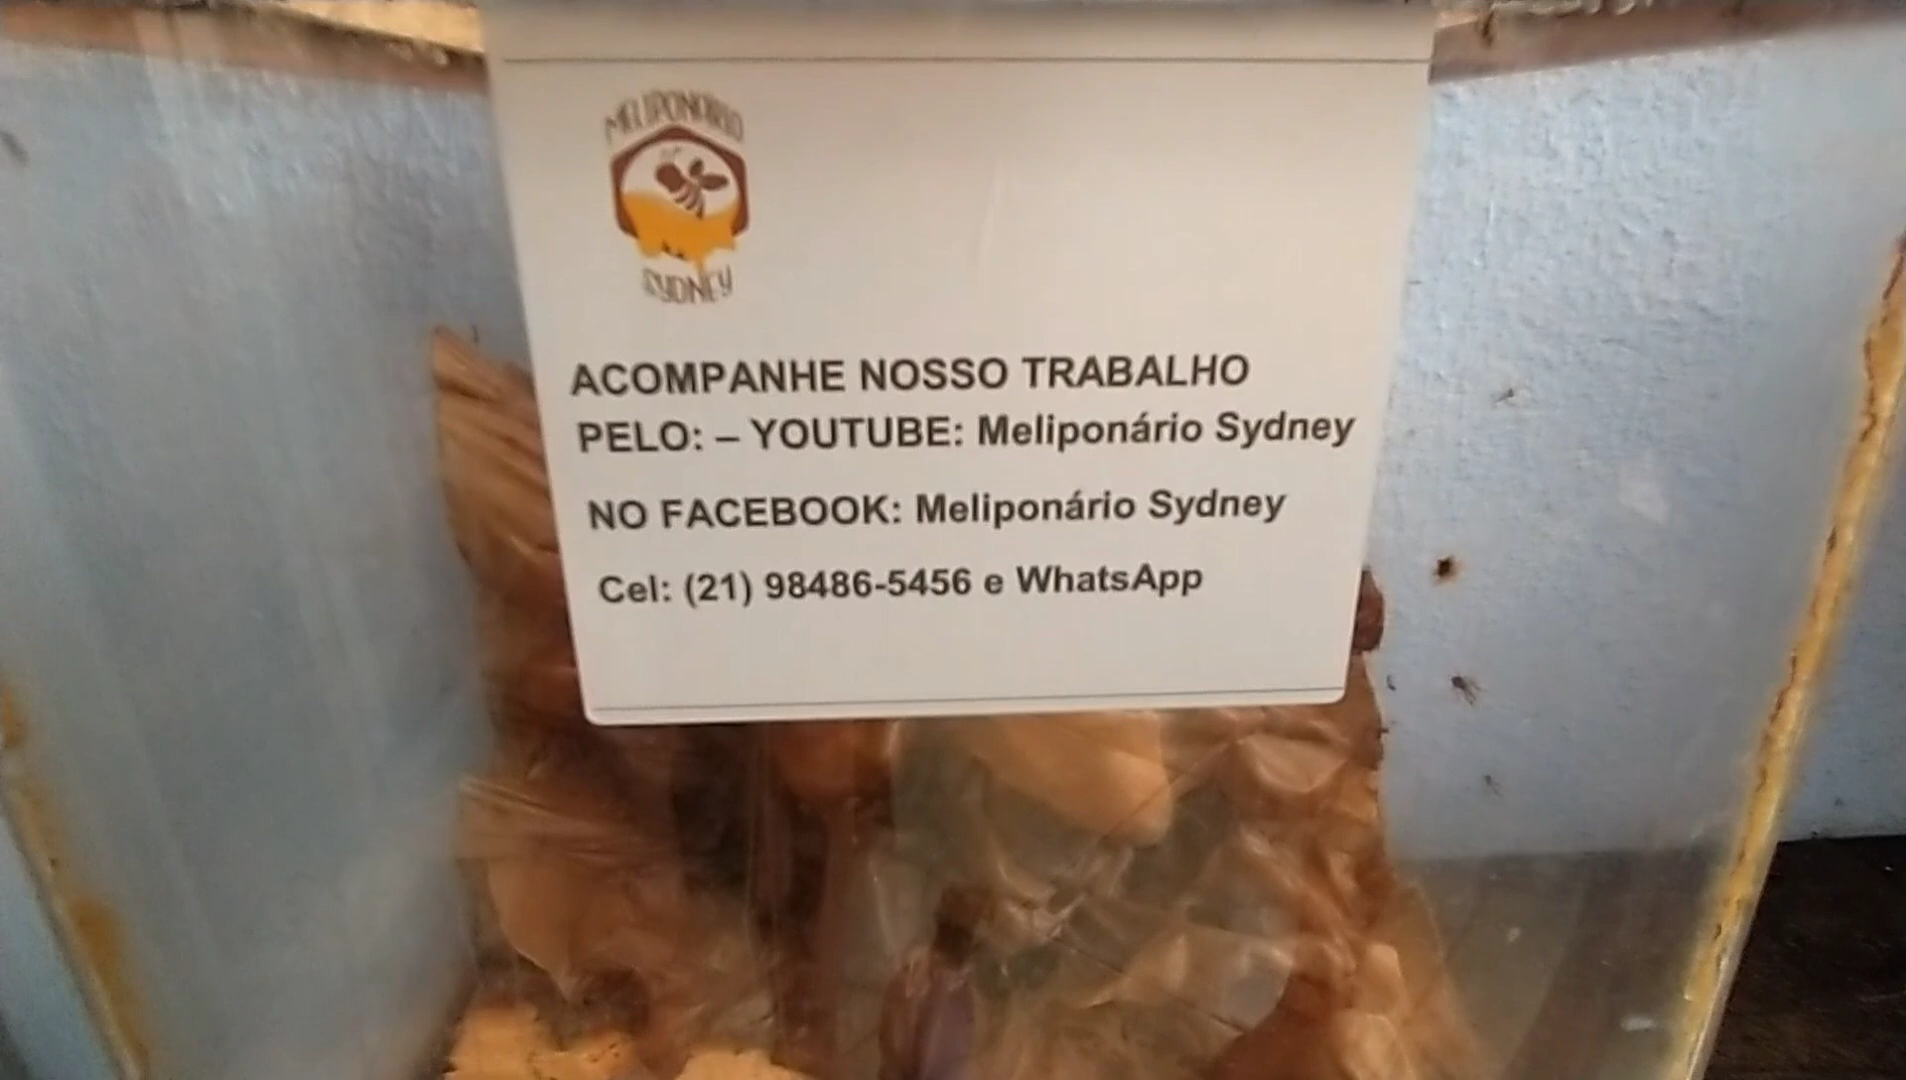 MELIPONÁRIO
SYDNEY
ACOMPANHE NOSSO TRABALHO
PELO: – YOUTUBE: Meliponário Sydney
NO FACEBOOK: Meliponário Sydney
Cel: (21) 98486-5456 e WhatsApp